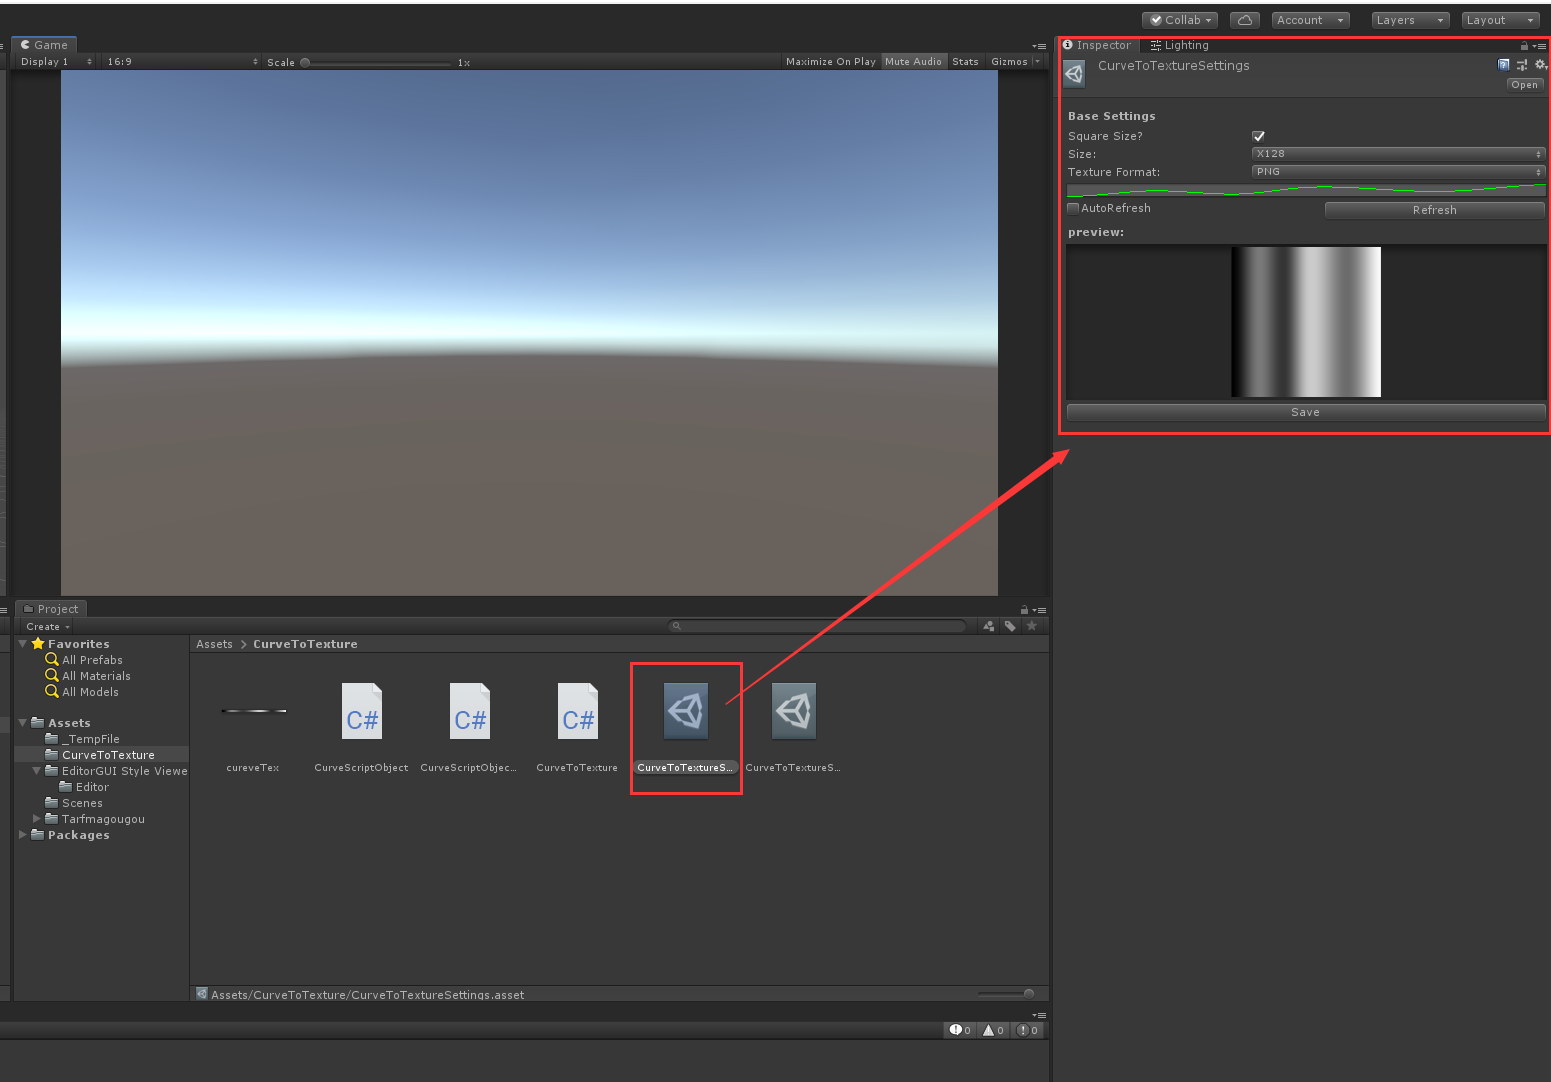 Collab
Account
Layers
Layout
Game
Display 1
16:9
Scale
1x
Maximize On Play
Mute Audio
Stats
Gizmos
Inspector
Lighting
CurveToTextureSettings
Open
Base Settings
Square Size?
Size:
X128
Texture Format:
PNG
AutoRefresh
Refresh
preview:
Save
Project
Create
Favorites
All Prefabs
All Materials
All Models
Assets
_TempFile
CurveToTexture
EditorGUI Style Viewe
Editor
Scenes
Tarfmagougou
Packages
Assets > CurveToTexture
C#
C#
C#
cureveTex
CurveScriptObject
CurveScriptObjec...
CurveToTexture
CurveToTextureS...
CurveToTextureS...
Assets/CurveToTexture/CurveToTextureSettings.asset
0
0
0